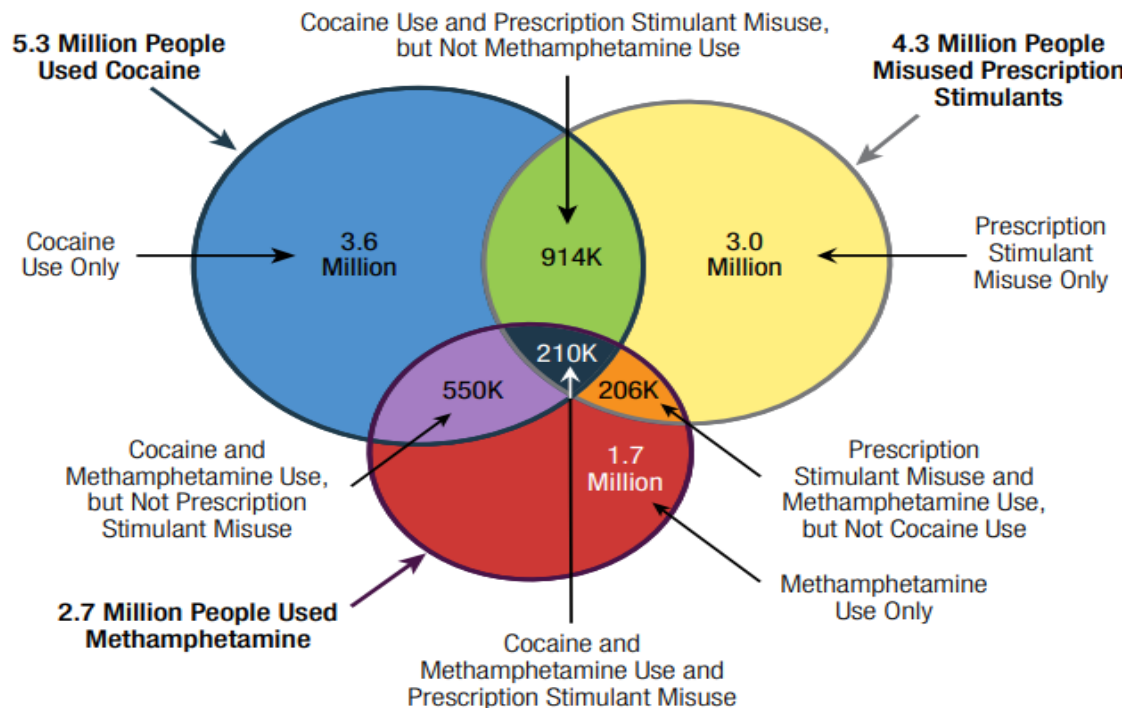 Cocaine Use and Prescription Stimulant Misuse,
but Not Methamphetamine Use
5.3 Million People
Used Cocaine
4.3 Million People
Misused Prescription
Stimulants
Cocaine
Use Only
3.6
Million
914K
3.0
Million
Prescription
Stimulant
Misuse Only
210K
550K
206K
1.7
Million
Cocaine and
Methamphetamine Use,
but Not Prescription
Stimulant Misuse
Prescription
Stimulant Misuse and
Methamphetamine Use,
but Not Cocaine Use
Methamphetamine
Use Only
2.7 Million People Used
Methamphetamine
Cocaine and
Methamphetamine Use and
Prescription Stimulant Misuse